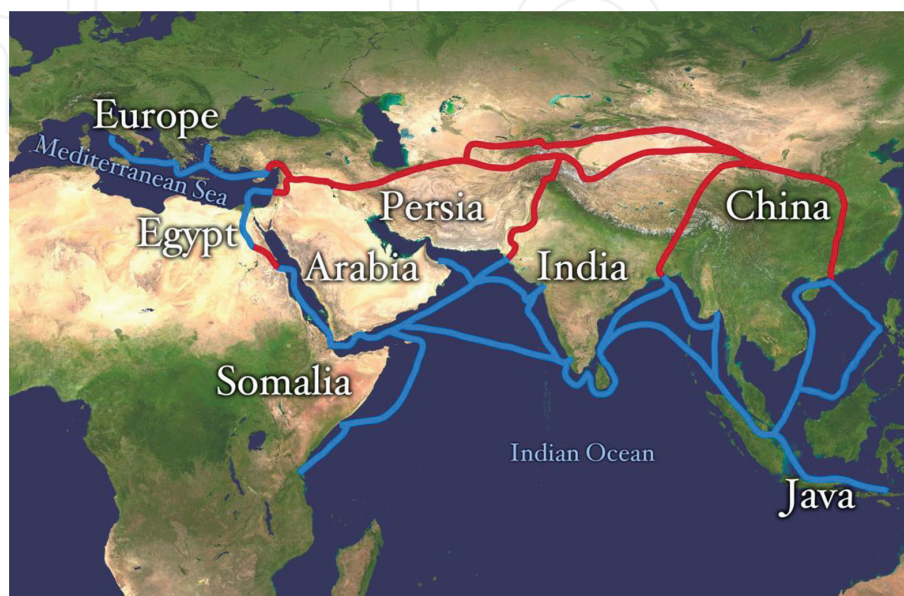 Europe
Mediterranean Sea
Egypt
Persia
China
Arabia
India
Somalia
Indian Ocean
Java